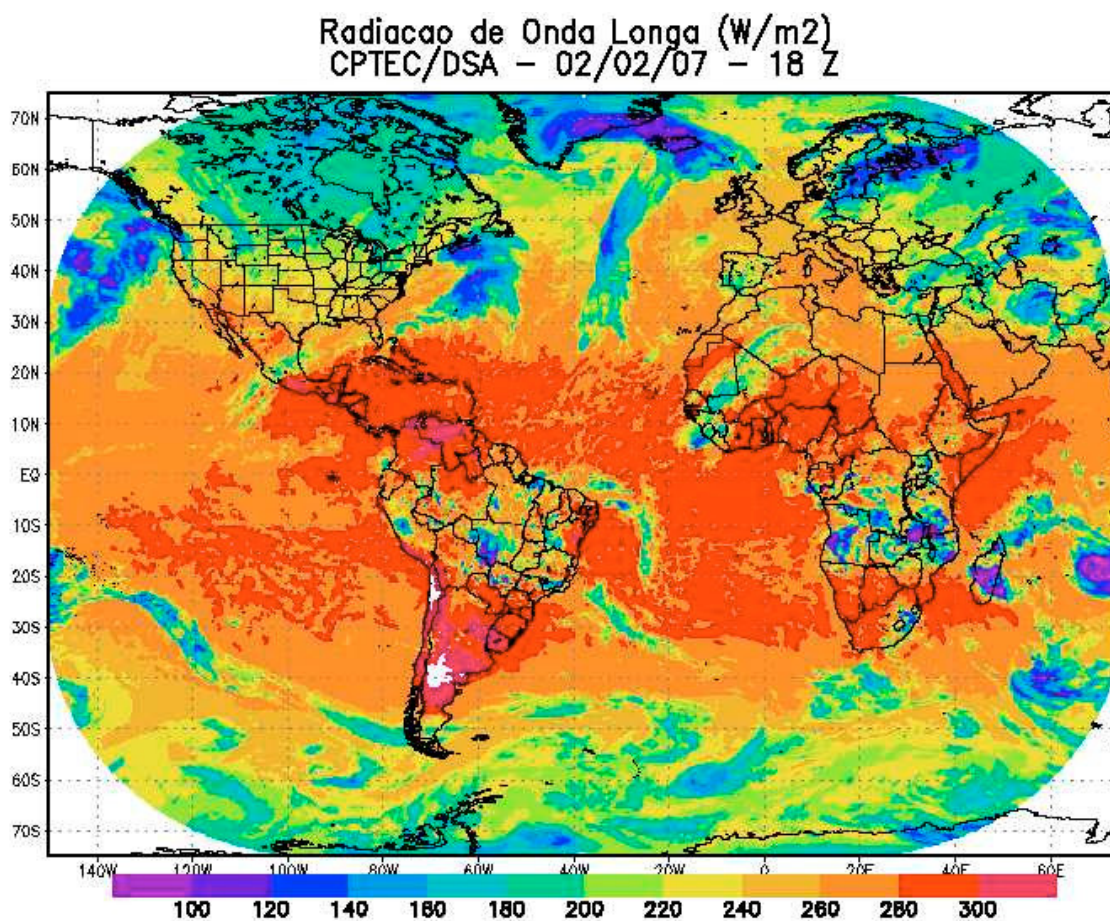 Radiacao de Onda Longa (W/m2)
CPTEC/DSA - 02/02/07 - 18 Z
70N
60N
50N
40N
30N
20N
10N
EQ
10S
20S
30S
40S
50S
60S
70S
140W 120W 100W 80W 60W 40W 20W 0 20E 40E 60E
100 120 140 160 180 200 220 240 260 280 300